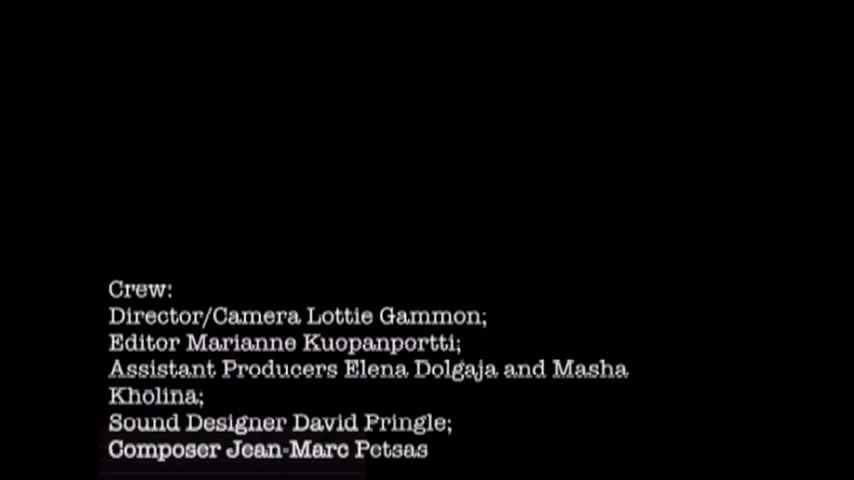 Crew:
Director/Camera Lottie Gammon;
Editor Marianne Kuopanportti;
Assistant Producers Elena Dolgaja and Masha
Kholina;
Sound Designer David Pringle;
Composer Jean-Marc Petsas